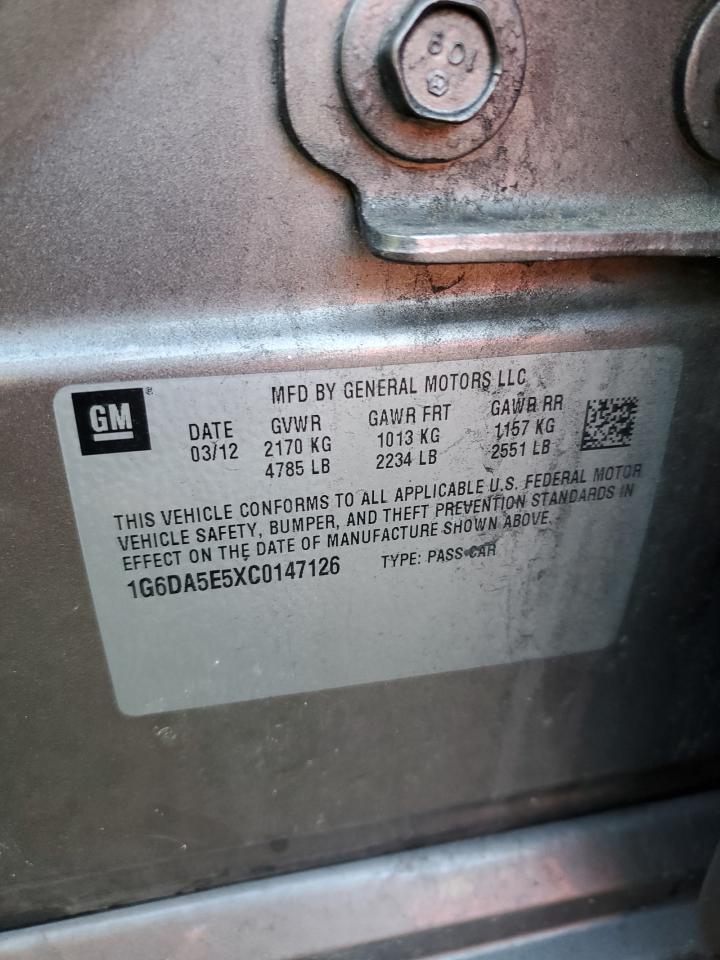 108
GM
MFD BY GENERAL MOTORS LLC
DATE GVWR GAWR FRT GAWR RR
03/12 2170 KG 1013 KG 1157 KG
4785 LB 2234 LB 2551 LB
THIS VEHICLE CONFORMS TO ALL APPLICABLE U.S. FEDERAL MOTOR
VEHICLE SAFETY, BUMPER, AND THEFT PREVENTION STANDARDS IN
EFFECT ON THE DATE OF MANUFACTURE SHOWN ABOVE.
1G6DA5E5XC0147126 TYPE: PASS CAR